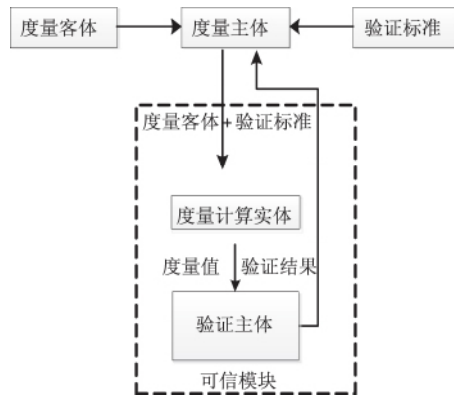 度量客体
度量主体
验证标准
度量客体+验证标准
度量计算实体
度量值
验证结果
验证主体
可信模块